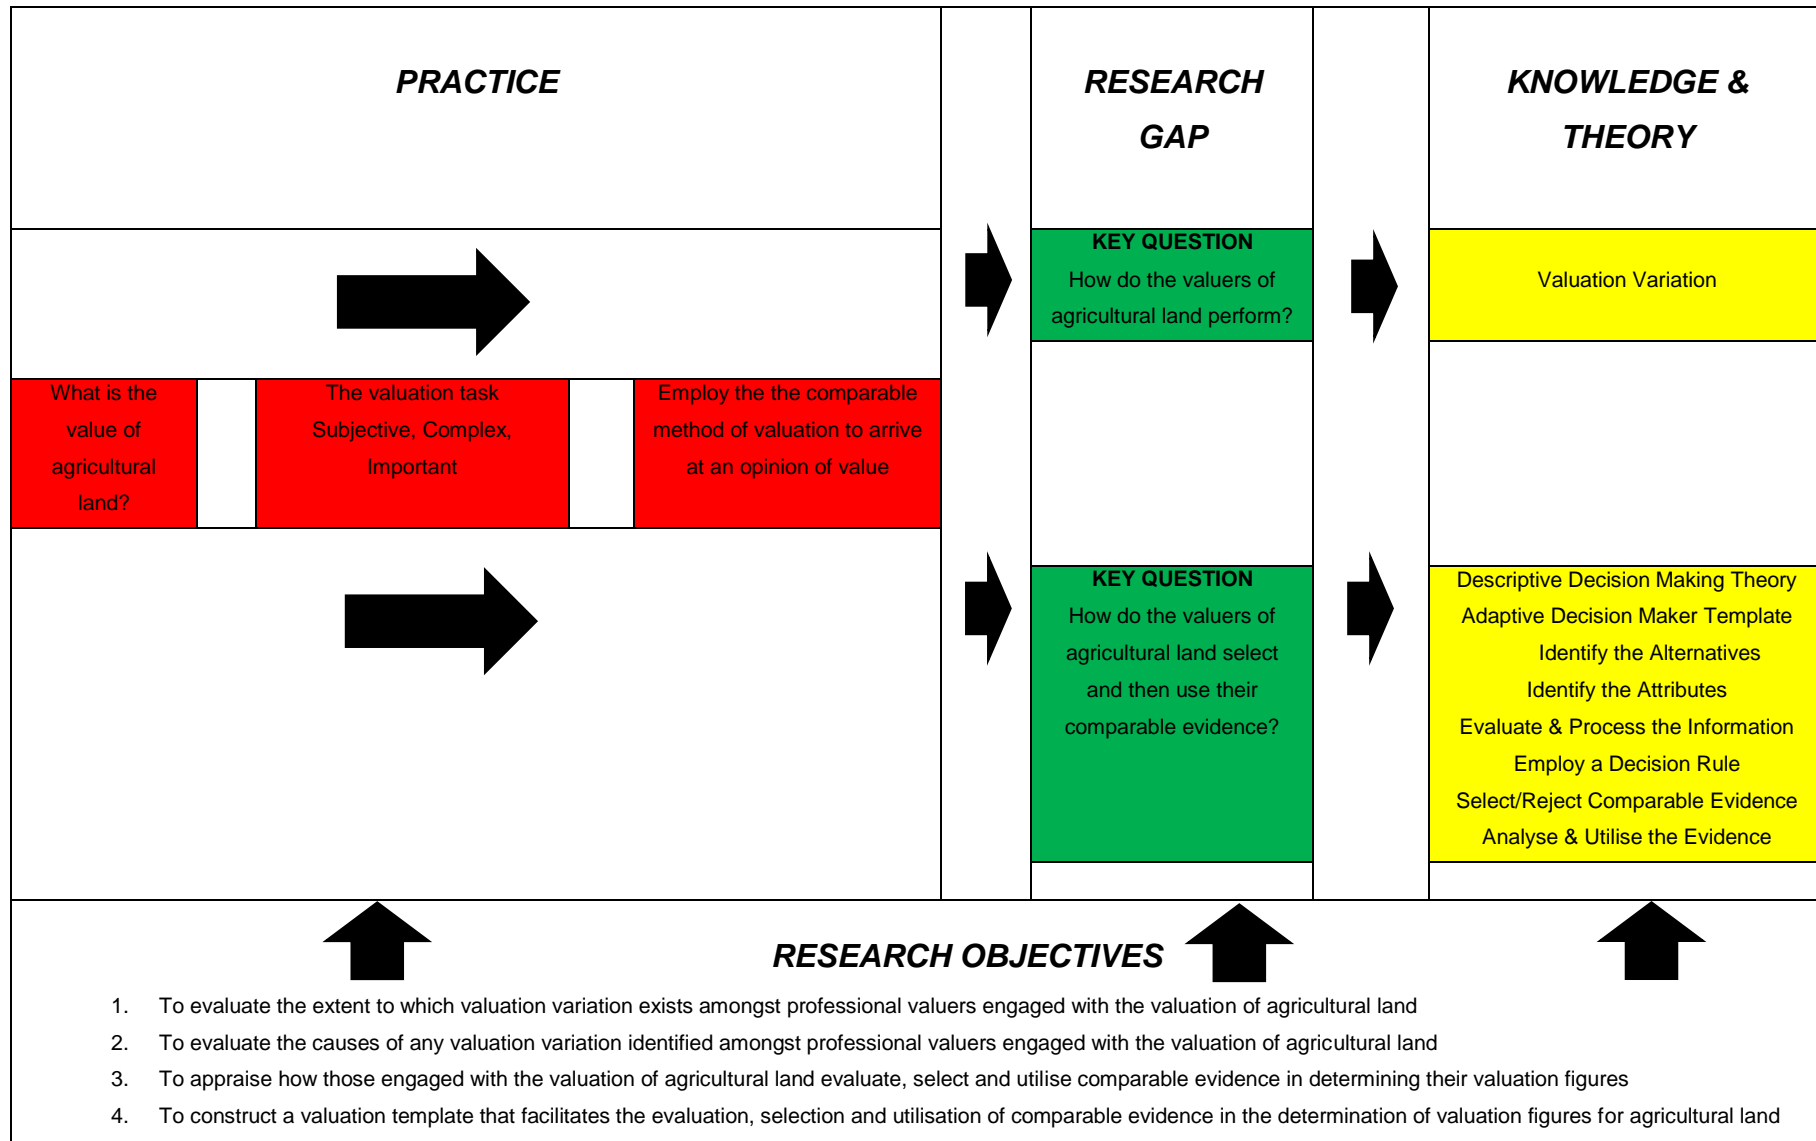 PRACTICE
RESEARCH
GAP
KNOWLEDGE &
THEORY
KEY QUESTION
How do the valuers of
agricultural land perform?
Valuation Variation
What is the
value of
agricultural
land?
The valuation task
Subjective, Complex,
Important
Employ the the comparable
method of valuation to arrive
at an opinion of value
KEY QUESTION
How do the valuers of
agricultural land select
and then use their
comparable evidence?
Descriptive Decision Making Theory
Adaptive Decision Maker Template
Identify the Alternatives
Identify the Attributes
Evaluate & Process the Information
Employ a Decision Rule
Select/Reject Comparable Evidence
Analyse & Utilise the Evidence
RESEARCH OBJECTIVES
1. To evaluate the extent to which valuation variation exists amongst professional valuers engaged with the valuation of agricultural land
2. To evaluate the causes of any valuation variation identified amongst professional valuers engaged with the valuation of agricultural land
3. To appraise how those engaged with the valuation of agricultural land evaluate, select and utilise comparable evidence in determining their valuation figures
4. To construct a valuation template that facilitates the evaluation, selection and utilisation of comparable evidence in the determination of valuation figures for agricultural land